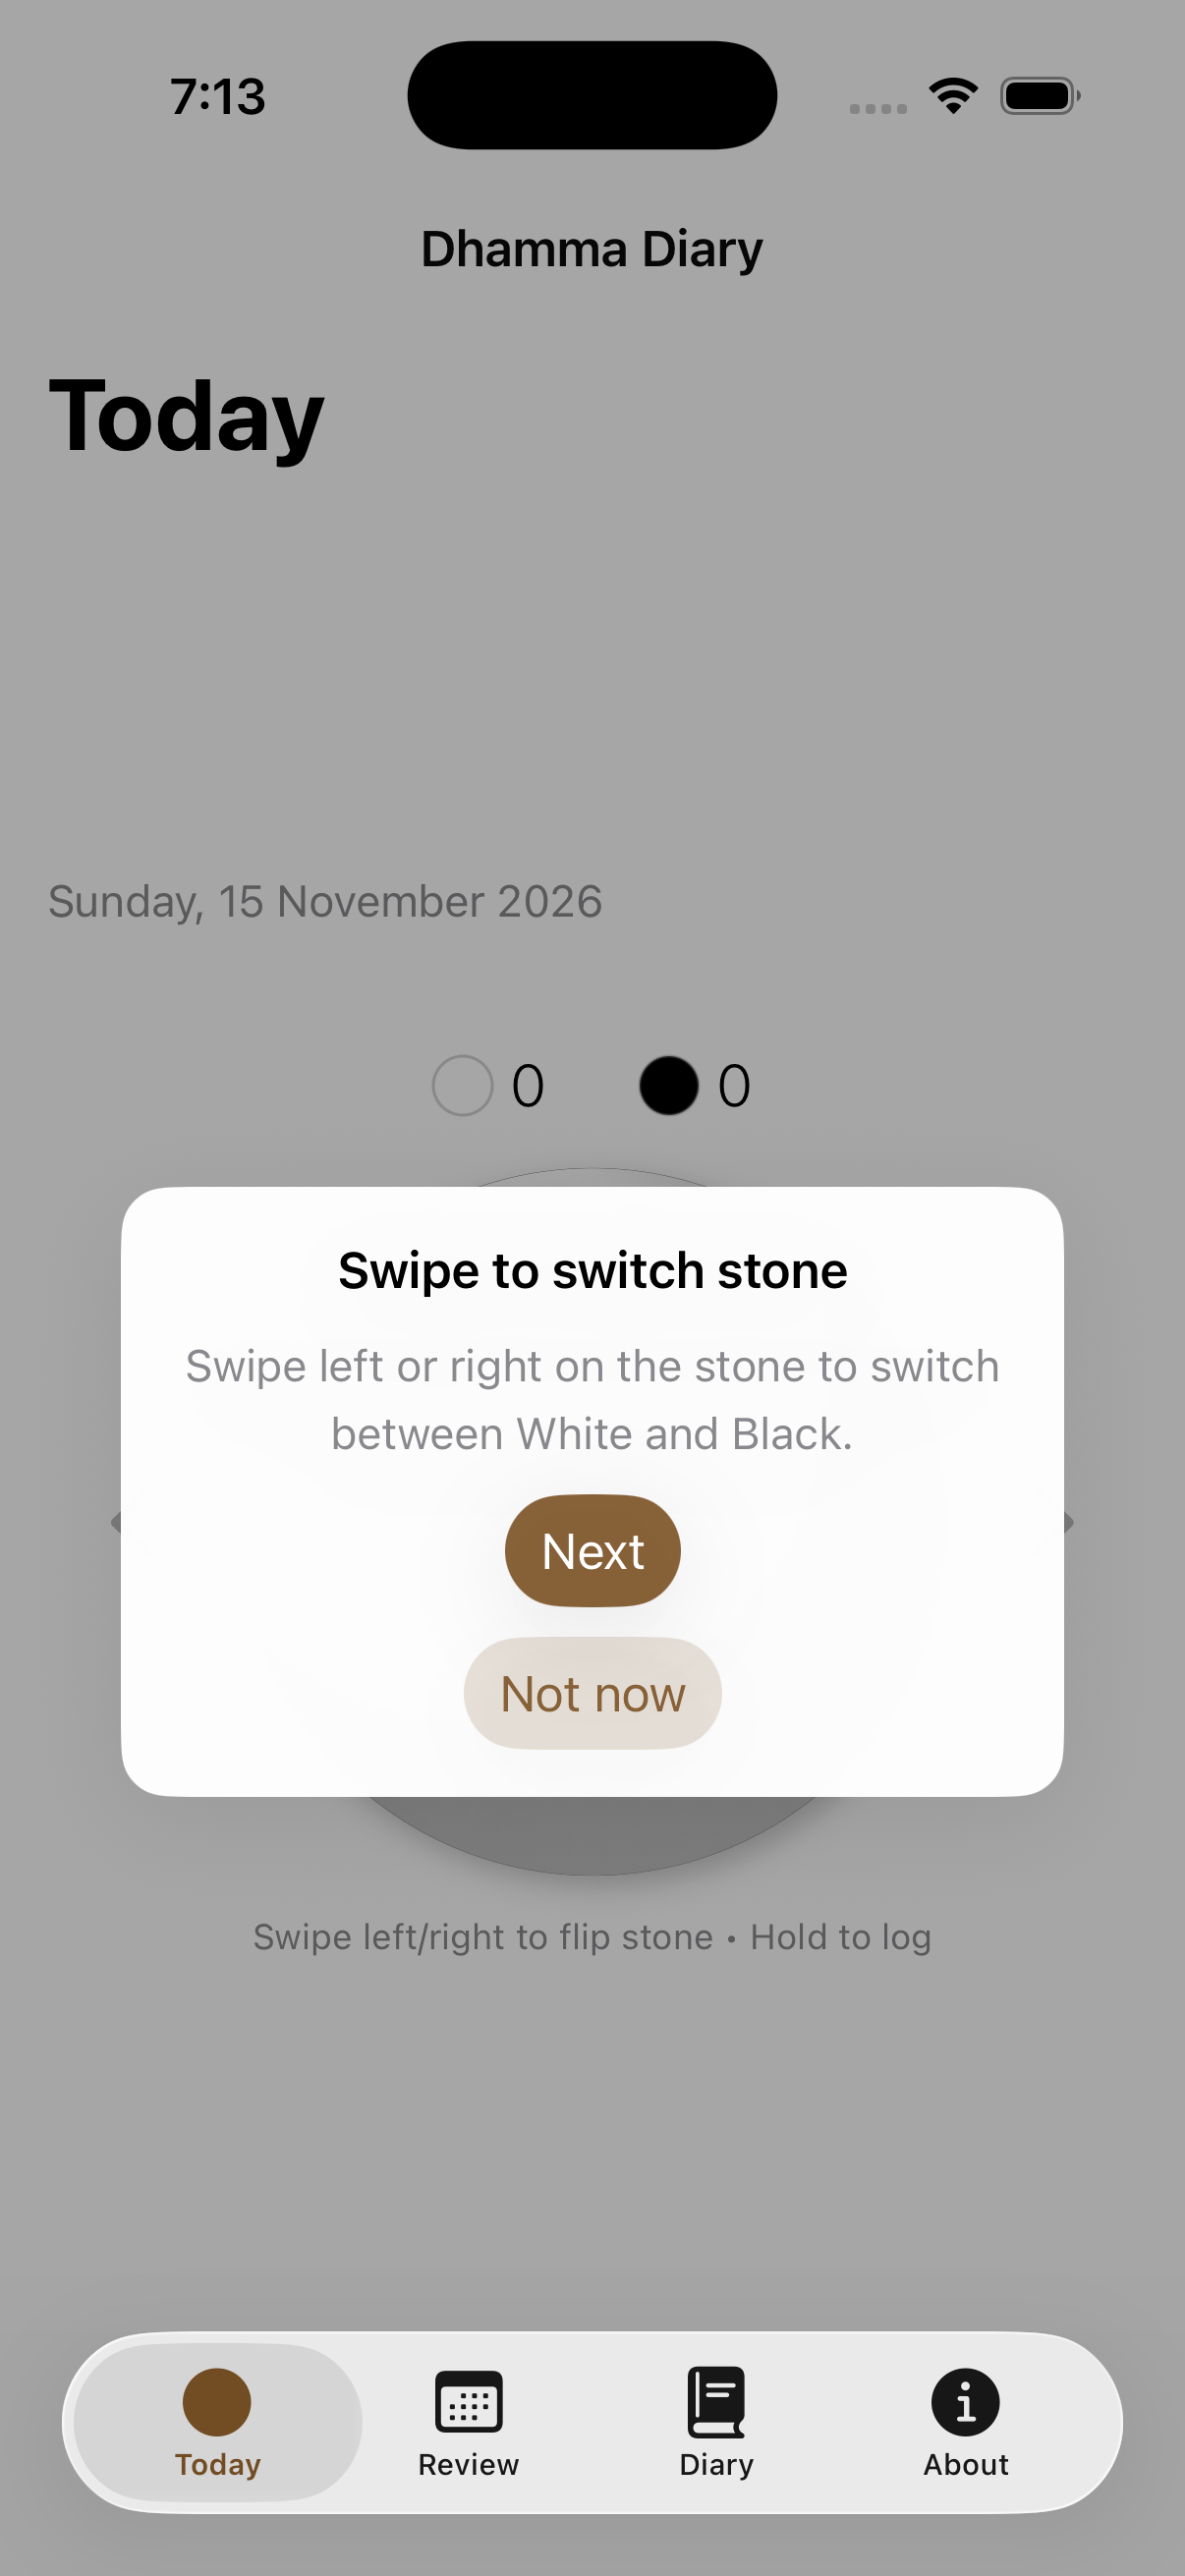 7:13
Dhamma Diary
Today
Sunday, 15 November 2026
0 0
Swipe to switch stone
Swipe left or right on the stone to switch
between White and Black.
Next
Not now
Swipe left/right to flip stone • Hold to log
Today Review Diary About